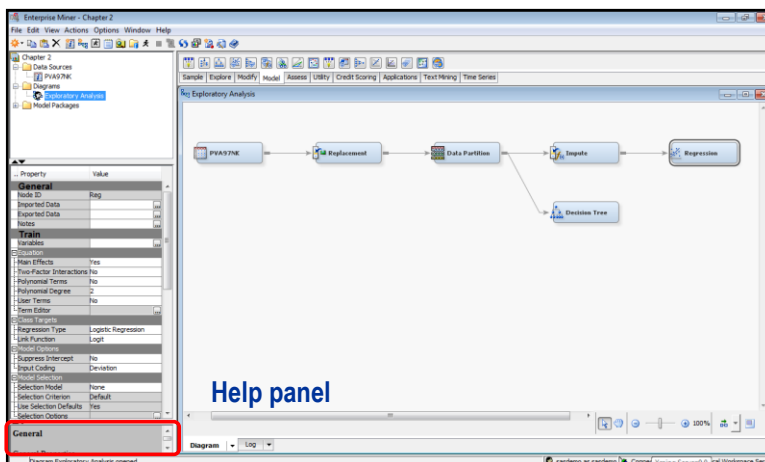 Enterprise Miner - Chapter 2
File Edit View Actions Options Window Help
Chapter 2
Data Sources
PVA97NK
Diagrams
Exploratory Analysis
Model Packages
Sample Explore Modify Model Assess Utility Credit Scoring Applications Text Mining Time Series
Exploratory Analysis
PVA97NK
Replacement
Data Partition
Impute
Regression
Decision Tree
.. Property Value
General
Node ID Reg
Imported Data
Exported Data
Notes
Train
Variables
Equation
Main Effects Yes
Two-Factor Interactions No
Polynomial Terms No
Polynomial Degree 2
User Terms No
Term Editor
Class Targets
Regression Type Logistic Regression
Link Function Logit
Model Options
Suppress Intercept No
Input Coding Deviation
Model Selection
Selection Model None
Selection Criterion Default
Use Selection Defaults Yes
Selection Options
General
Help panel
100%
Diagram Log
Diagram Exploratory Analysis opened